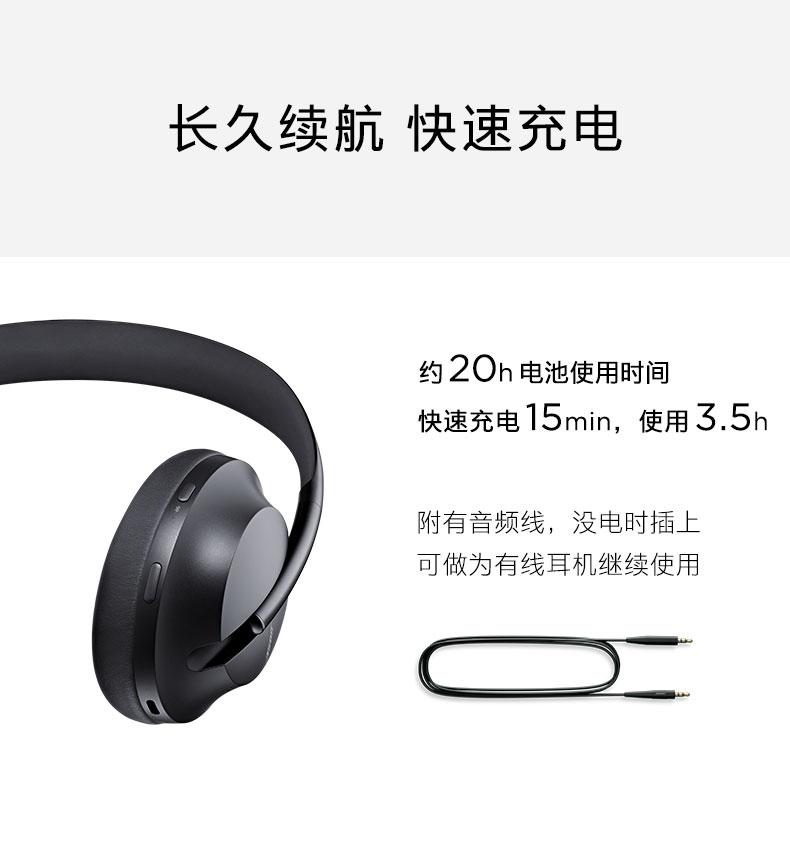 长久续航 快速充电
约 20h 电池使用时间
快速充电 15min，使用 3.5h
附有音频线，没电时插上
可做为有线耳机继续使用